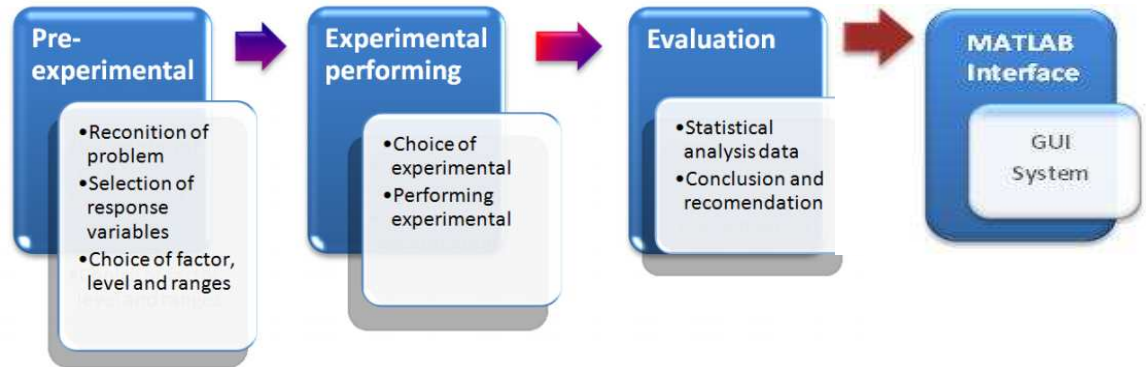 Pre-
experimental
•Reconition of
problem
•Selection of
response
variables
•Choice of factor,
level and ranges
Experimental
performing
•Choice of
experimental
•Performing
experimental
Evaluation
•Statistical
analysis data
•Conclusion and
recomendation
MATLAB
Interface
GUI
System